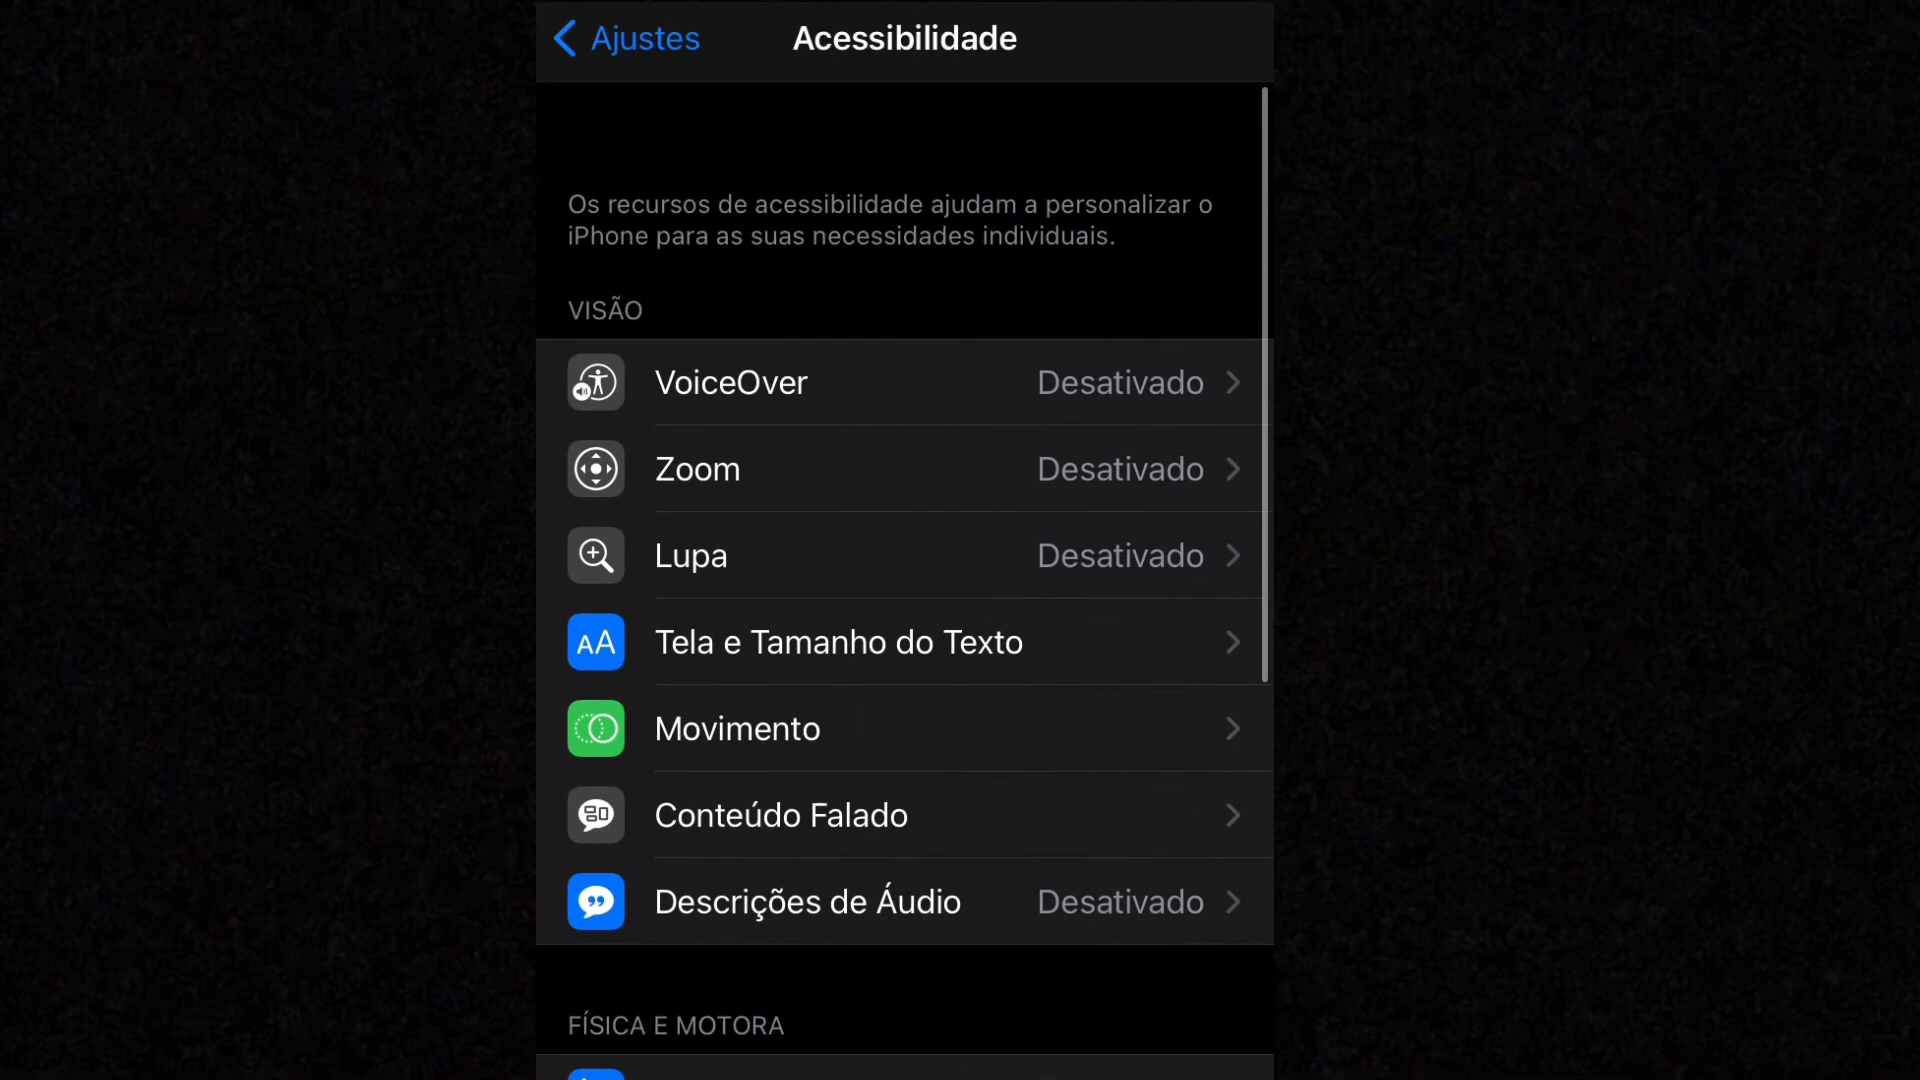 Ajustes
Acessibilidade
Os recursos de acessibilidade ajudam a personalizar o
iPhone para as suas necessidades individuais.
VISÃO
VoiceOver Desativado
Zoom Desativado
Lupa Desativado
AA Tela e Tamanho do Texto
Movimento
Conteúdo Falado
Descrições de Áudio Desativado
FÍSICA E MOTORA